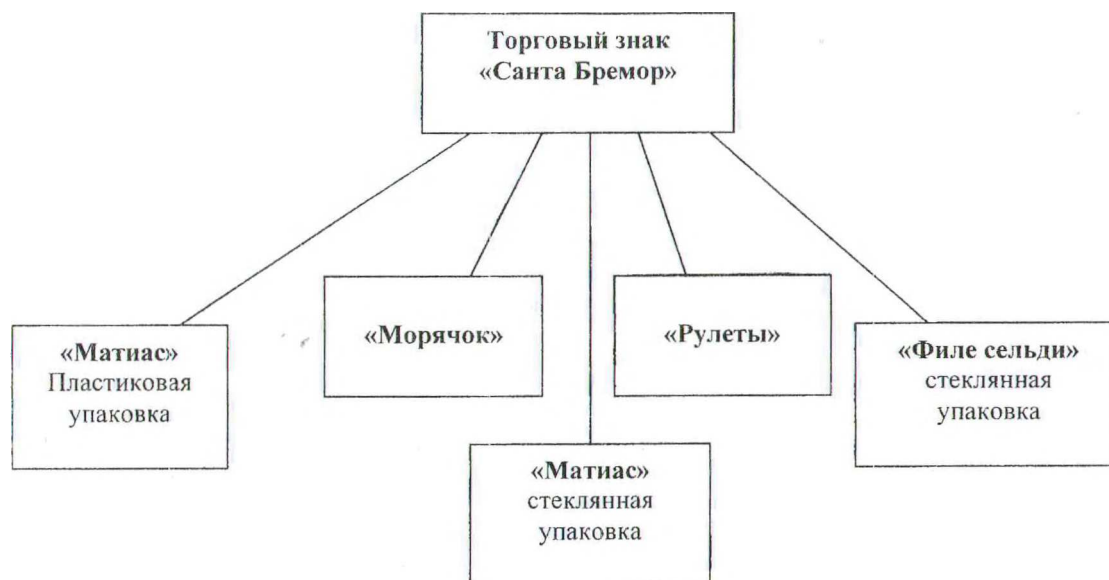 Торговый знак
«Санта Бремор»
«Матиас»
Пластиковая
упаковка
«Морячок»
«Матиас»
стеклянная
упаковка
«Рулеты»
«Филе сельди»
стеклянная
упаковка